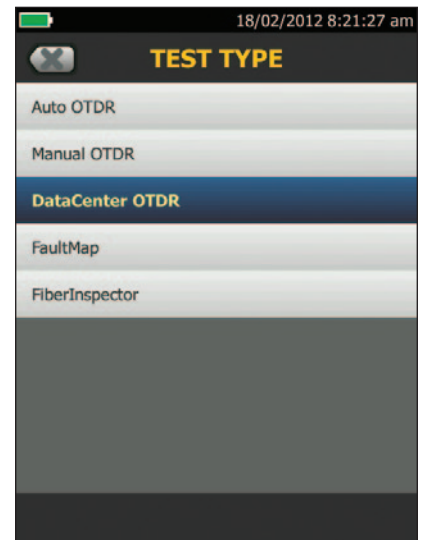 18/02/2012 8:21:27 am
TEST TYPE
Auto OTDR
Manual OTDR
DataCenter OTDR
FaultMap
FiberInspector